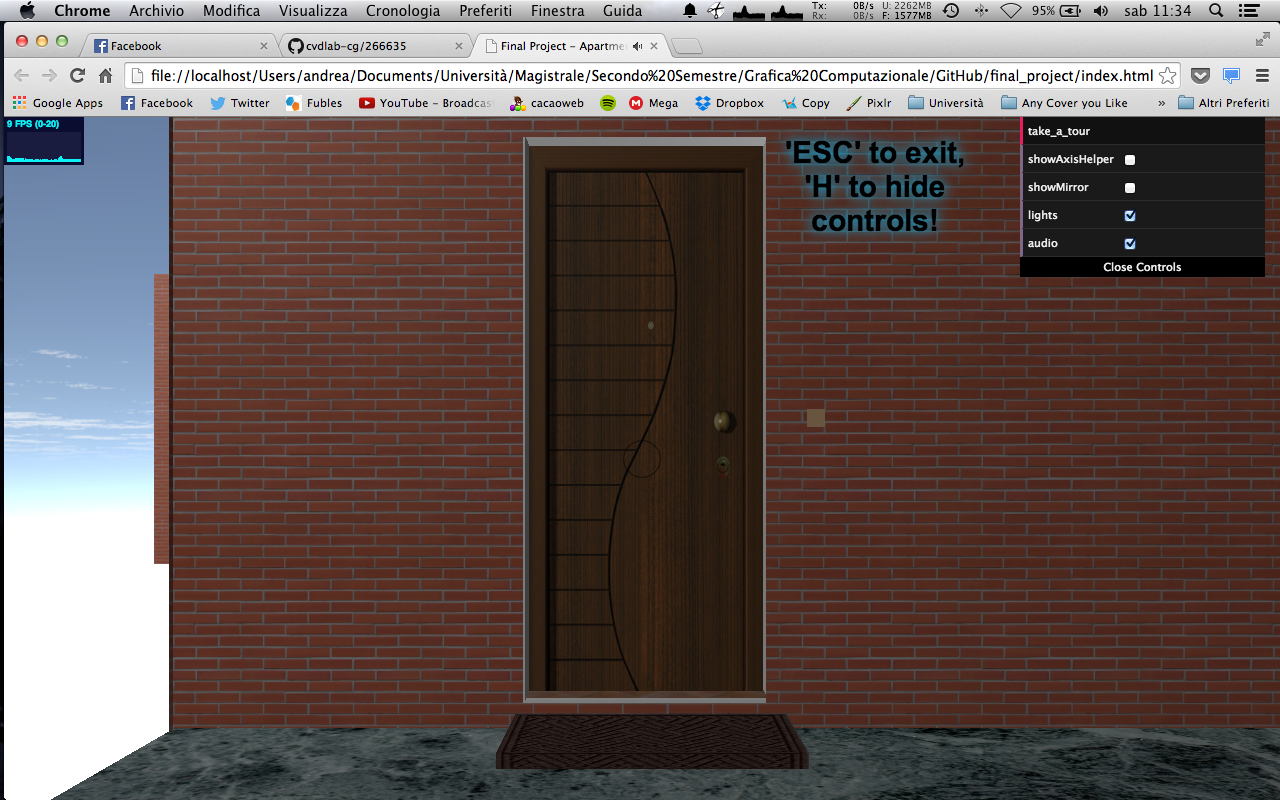 Chrome Archivio Modifica Visualizza Cronologia Preferiti Finestra Guida Tx: 0B/s U: 2262MB 95% sab 11:34
Rx: 0B/s F: 1577MB
Facebook cvdlab-cg/266635 Final Project – Apartme
file://localhost/Users/andrea/Documents/Università/Magistrale/Secondo%20Semestre/Grafica%20Computazionale/GitHub/final_project/index.html
Google Apps Facebook Twitter Fubles YouTube - Broadcas cacaoweb Mega Dropbox Copy Pixlr Università Any Cover you Like » Altri Preferiti
9 FPS (0-20)
'ESC' to exit,
'H' to hide
controls!
take_a_tour
showAxisHelper
showMirror
lights
audio
Close Controls